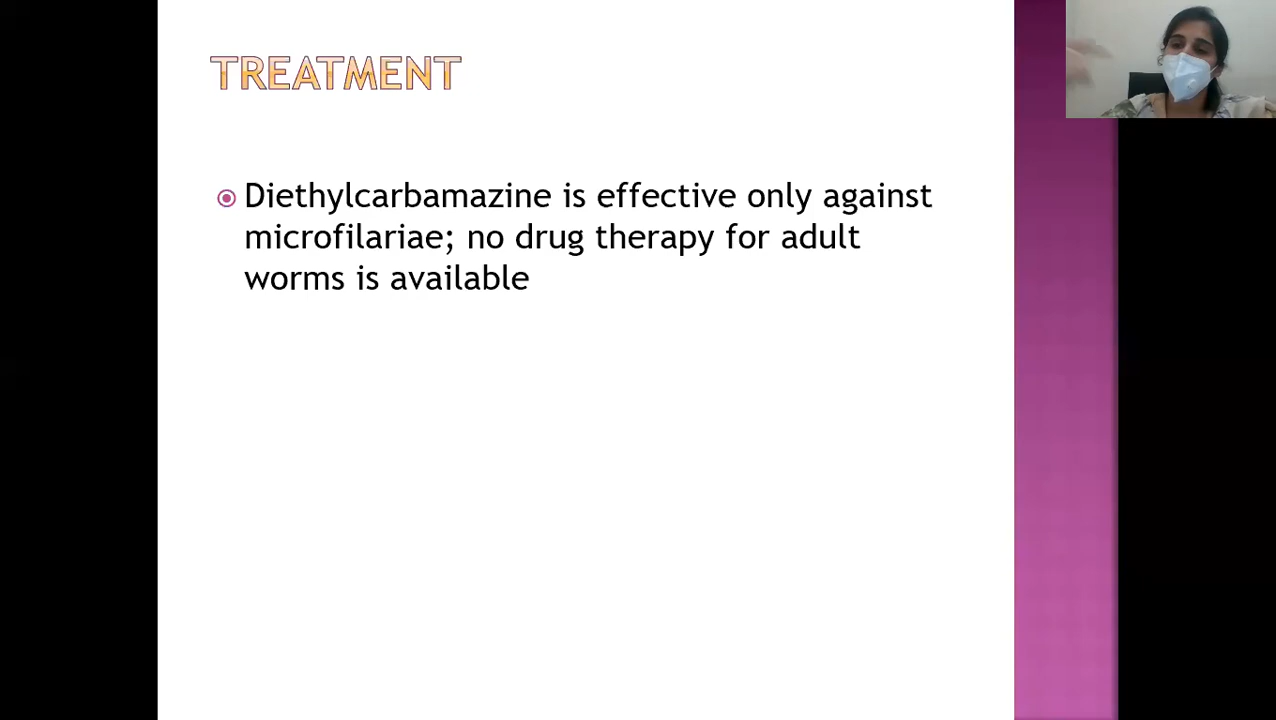 TREATMENT
Diethylcarbamazine is effective only against
microfilariae; no drug therapy for adult
worms is available